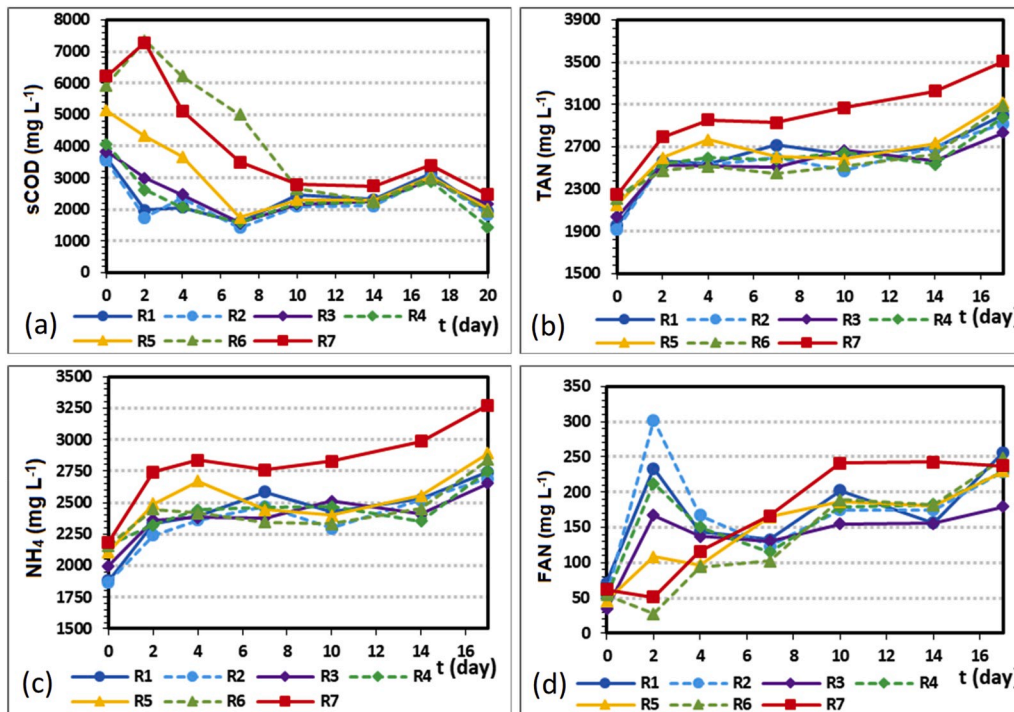 8000
7000
6000
5000
4000
3000
2000
1000
0
sCOD (mg L-1)
0 2 4 6 8 10 12 14 16 18 20
(a)
t (day)
R1 R2 R3 R4
R5 R6 R7
3900
3500
3100
2700
2300
1900
1500
TAN (mg L-1)
0 2 4 6 8 10 12 14 16
(b)
t (day)
R1 R2 R3 R4
R5 R6 R7
3500
3250
3000
2750
2500
2250
2000
1750
1500
NH4 (mg L-1)
0 2 4 6 8 10 12 14 16
(c)
t (day)
R1 R2 R3 R4
R5 R6 R7
350
300
250
200
150
100
50
0
FAN (mg L-1)
0 2 4 6 8 10 12 14 16
(d)
t (day)
R1 R2 R3 R4
R5 R6 R7